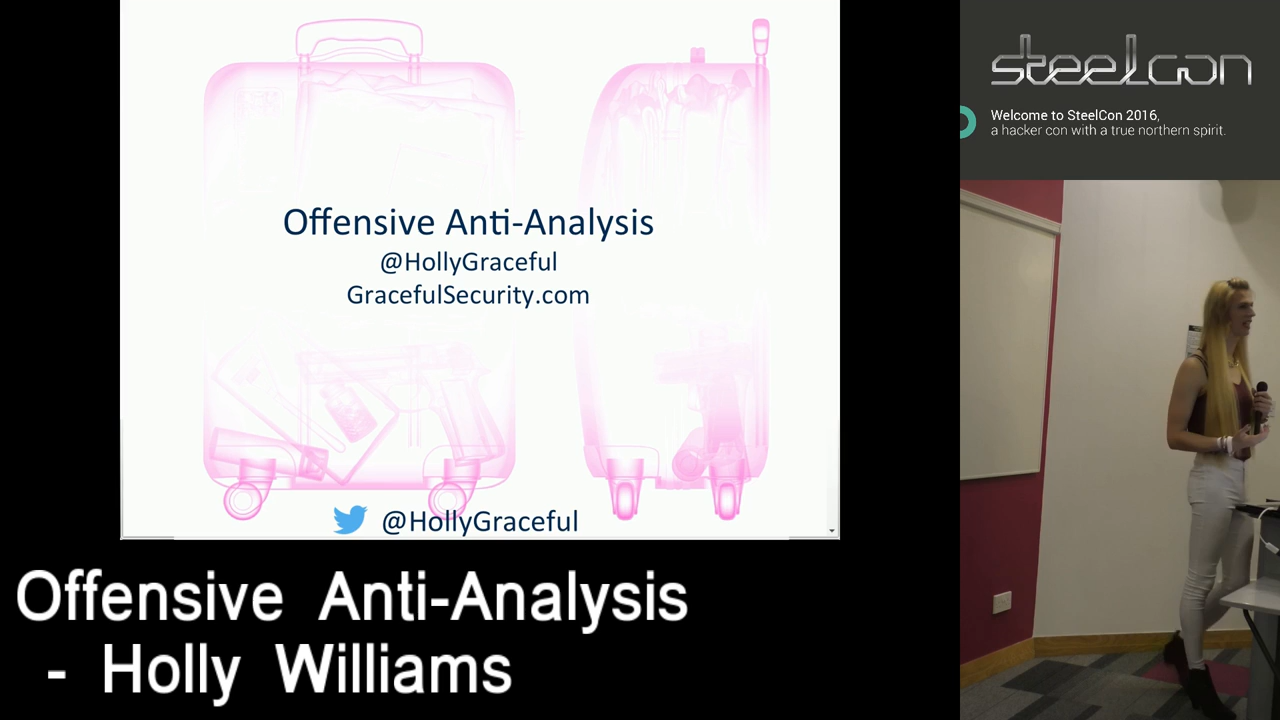 Offensive Anti-Analysis
@HollyGraceful
GracefulSecurity.com
@HollyGraceful
steelcon
Welcome to SteelCon 2016,
a hacker con with a true northern spirit.
Offensive Anti-Analysis
- Holly Williams